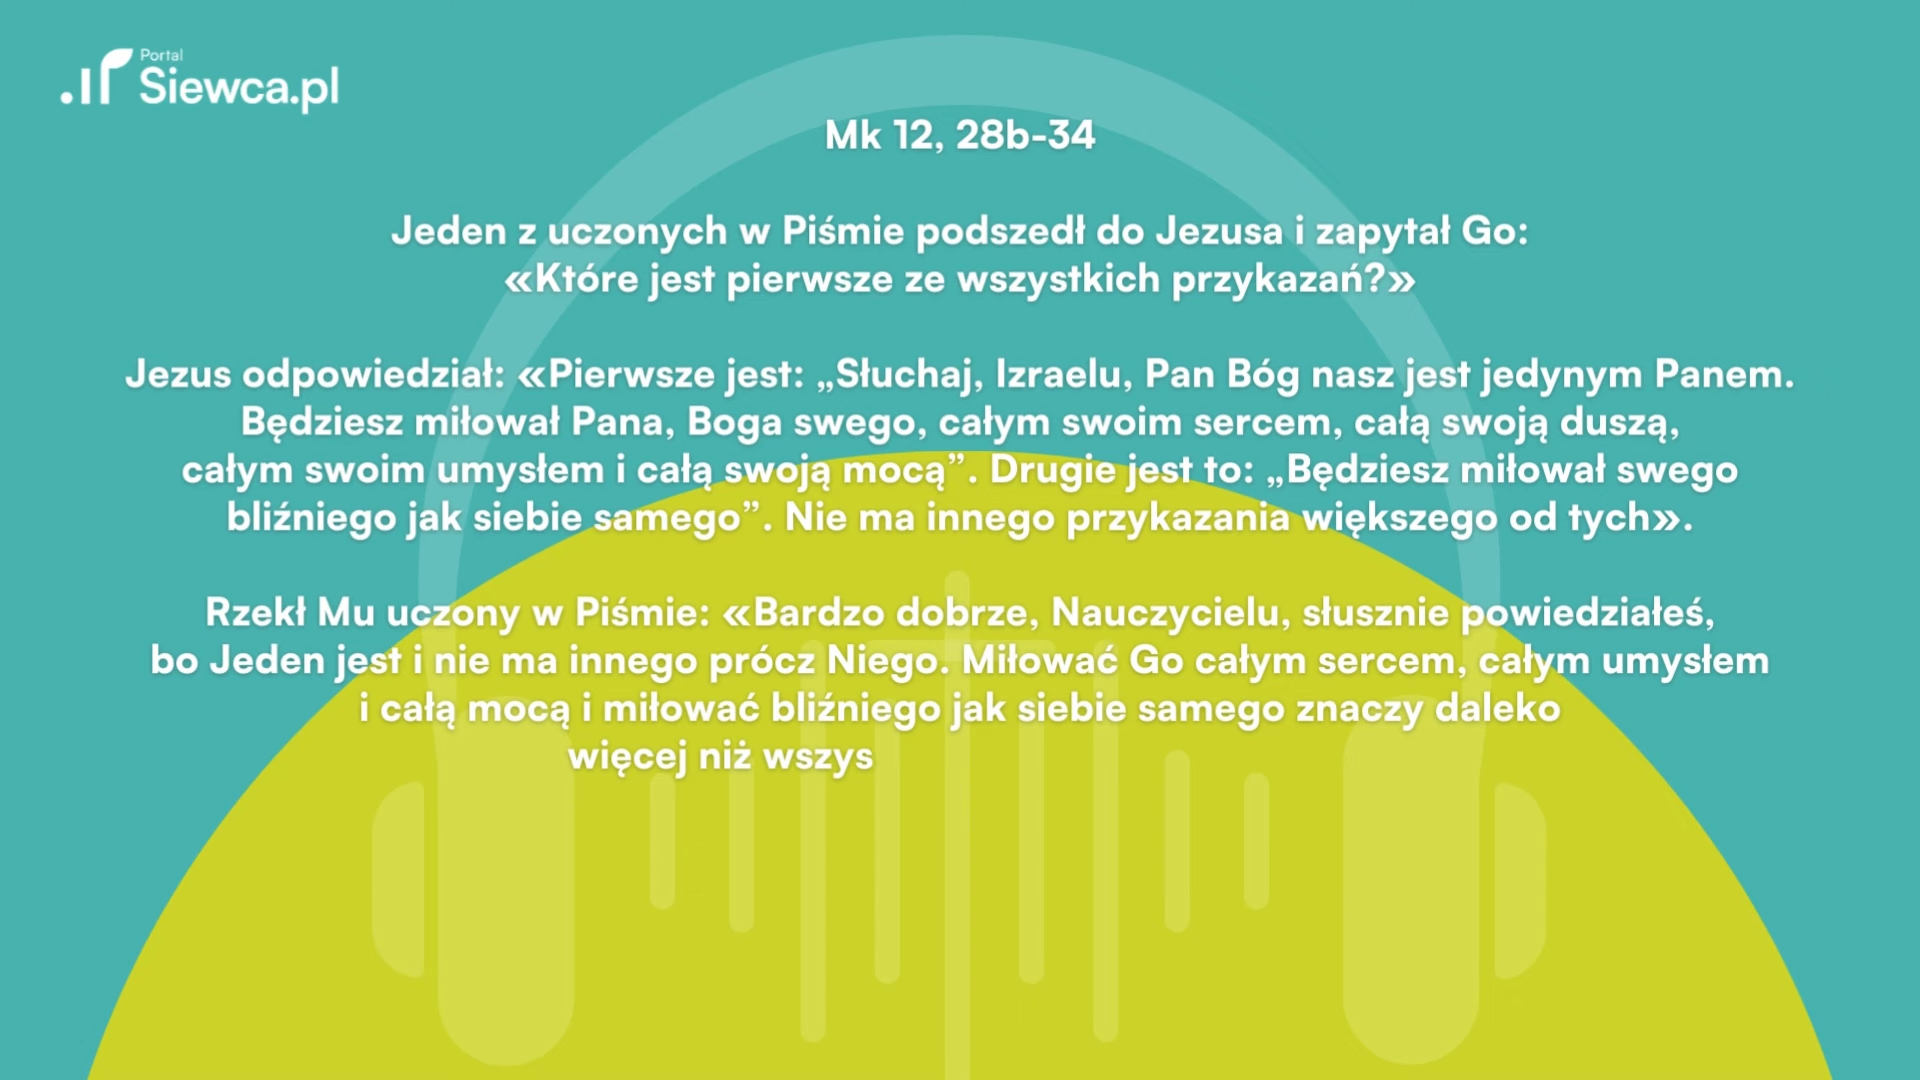 Portal
Siewca.pl
Mk 12, 28b-34
Jeden z uczonych w Piśmie podszedł do Jezusa i zapytał Go:
«Które jest pierwsze ze wszystkich przykazań?»
Jezus odpowiedział: «Pierwsze jest: „Słuchaj, Izraelu, Pan Bóg nasz jest jedynym Panem.
Będziesz miłował Pana, Boga swego, całym swoim sercem, całą swoją duszą,
całym swoim umysłem i całą swoją mocą”. Drugie jest to: „Będziesz miłował swego
bliźniego jak siebie samego”. Nie ma innego przykazania większego od tych».
Rzekł Mu uczony w Piśmie: «Bardzo dobrze, Nauczycielu, słusznie powiedziałeś,
bo Jeden jest i nie ma innego prócz Niego. Miłować Go całym sercem, całym umysłem
i całą mocą i miłować bliźniego jak siebie samego znaczy daleko
więcej niż wszys